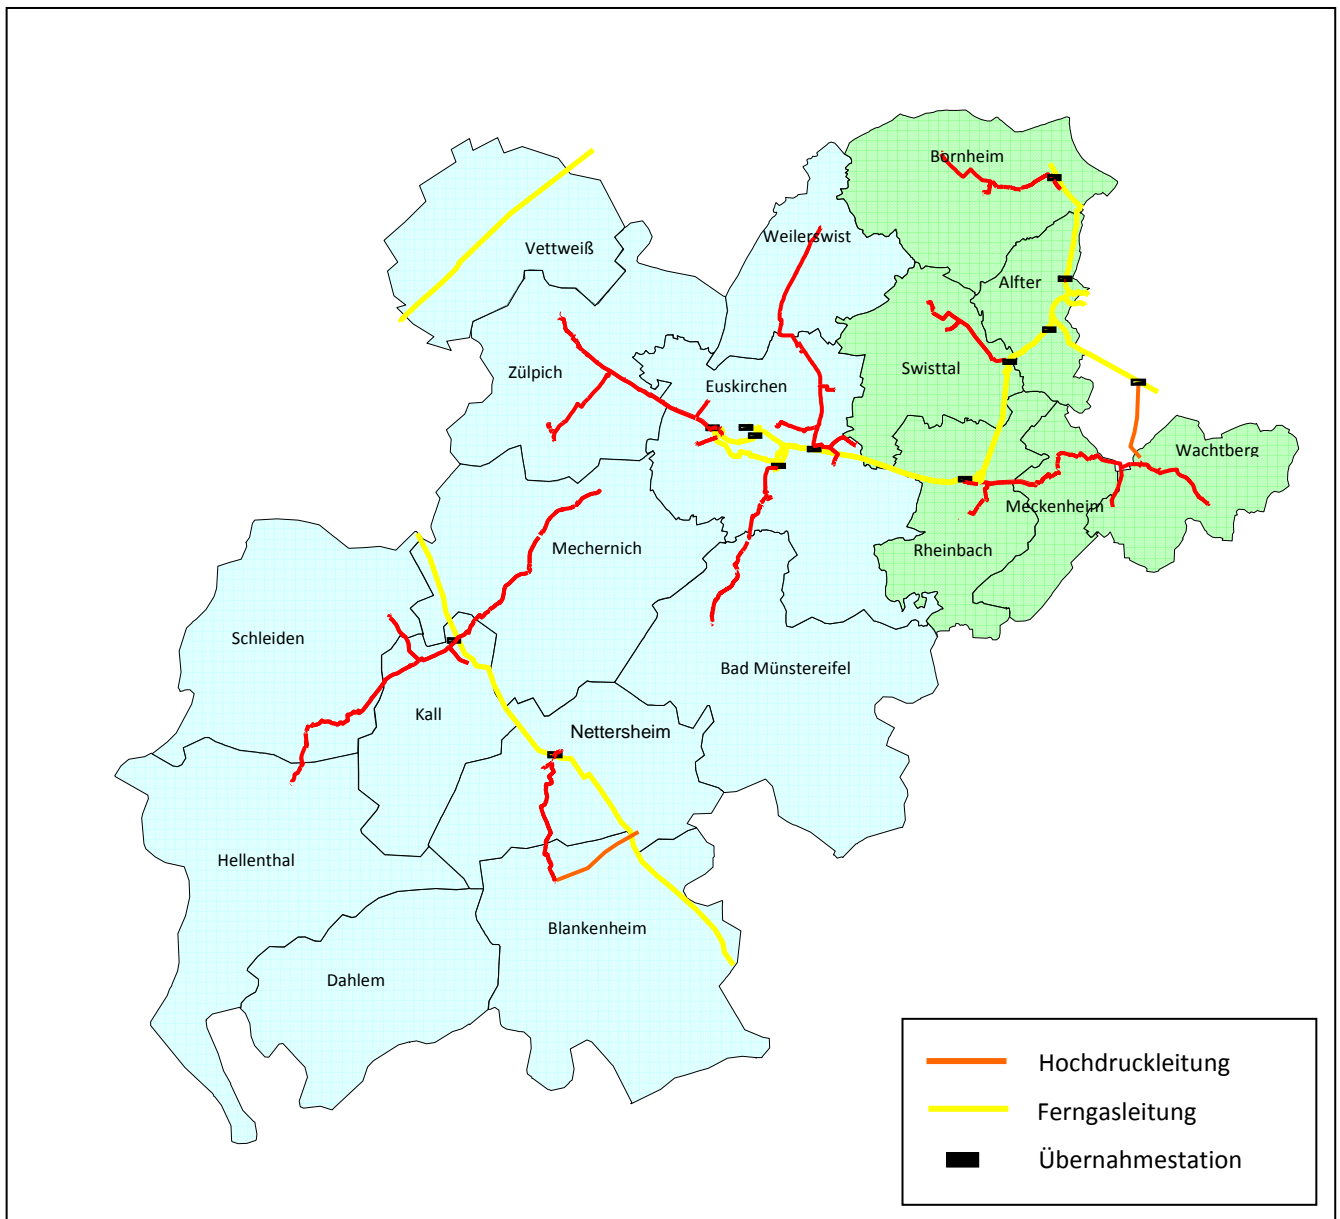 Bornheim
Weilerswist
Vettweiß
Alfter
Swisttal
Zülpich
Euskirchen
Wachtberg
Meckenheim
Rheinbach
Mechernich
Schleiden
Bad Münstereifel
Kall
Nettersheim
Hellenthal
Blankenheim
Dahlem
Hochdruckleitung
Ferngasleitung
Übernahmestation